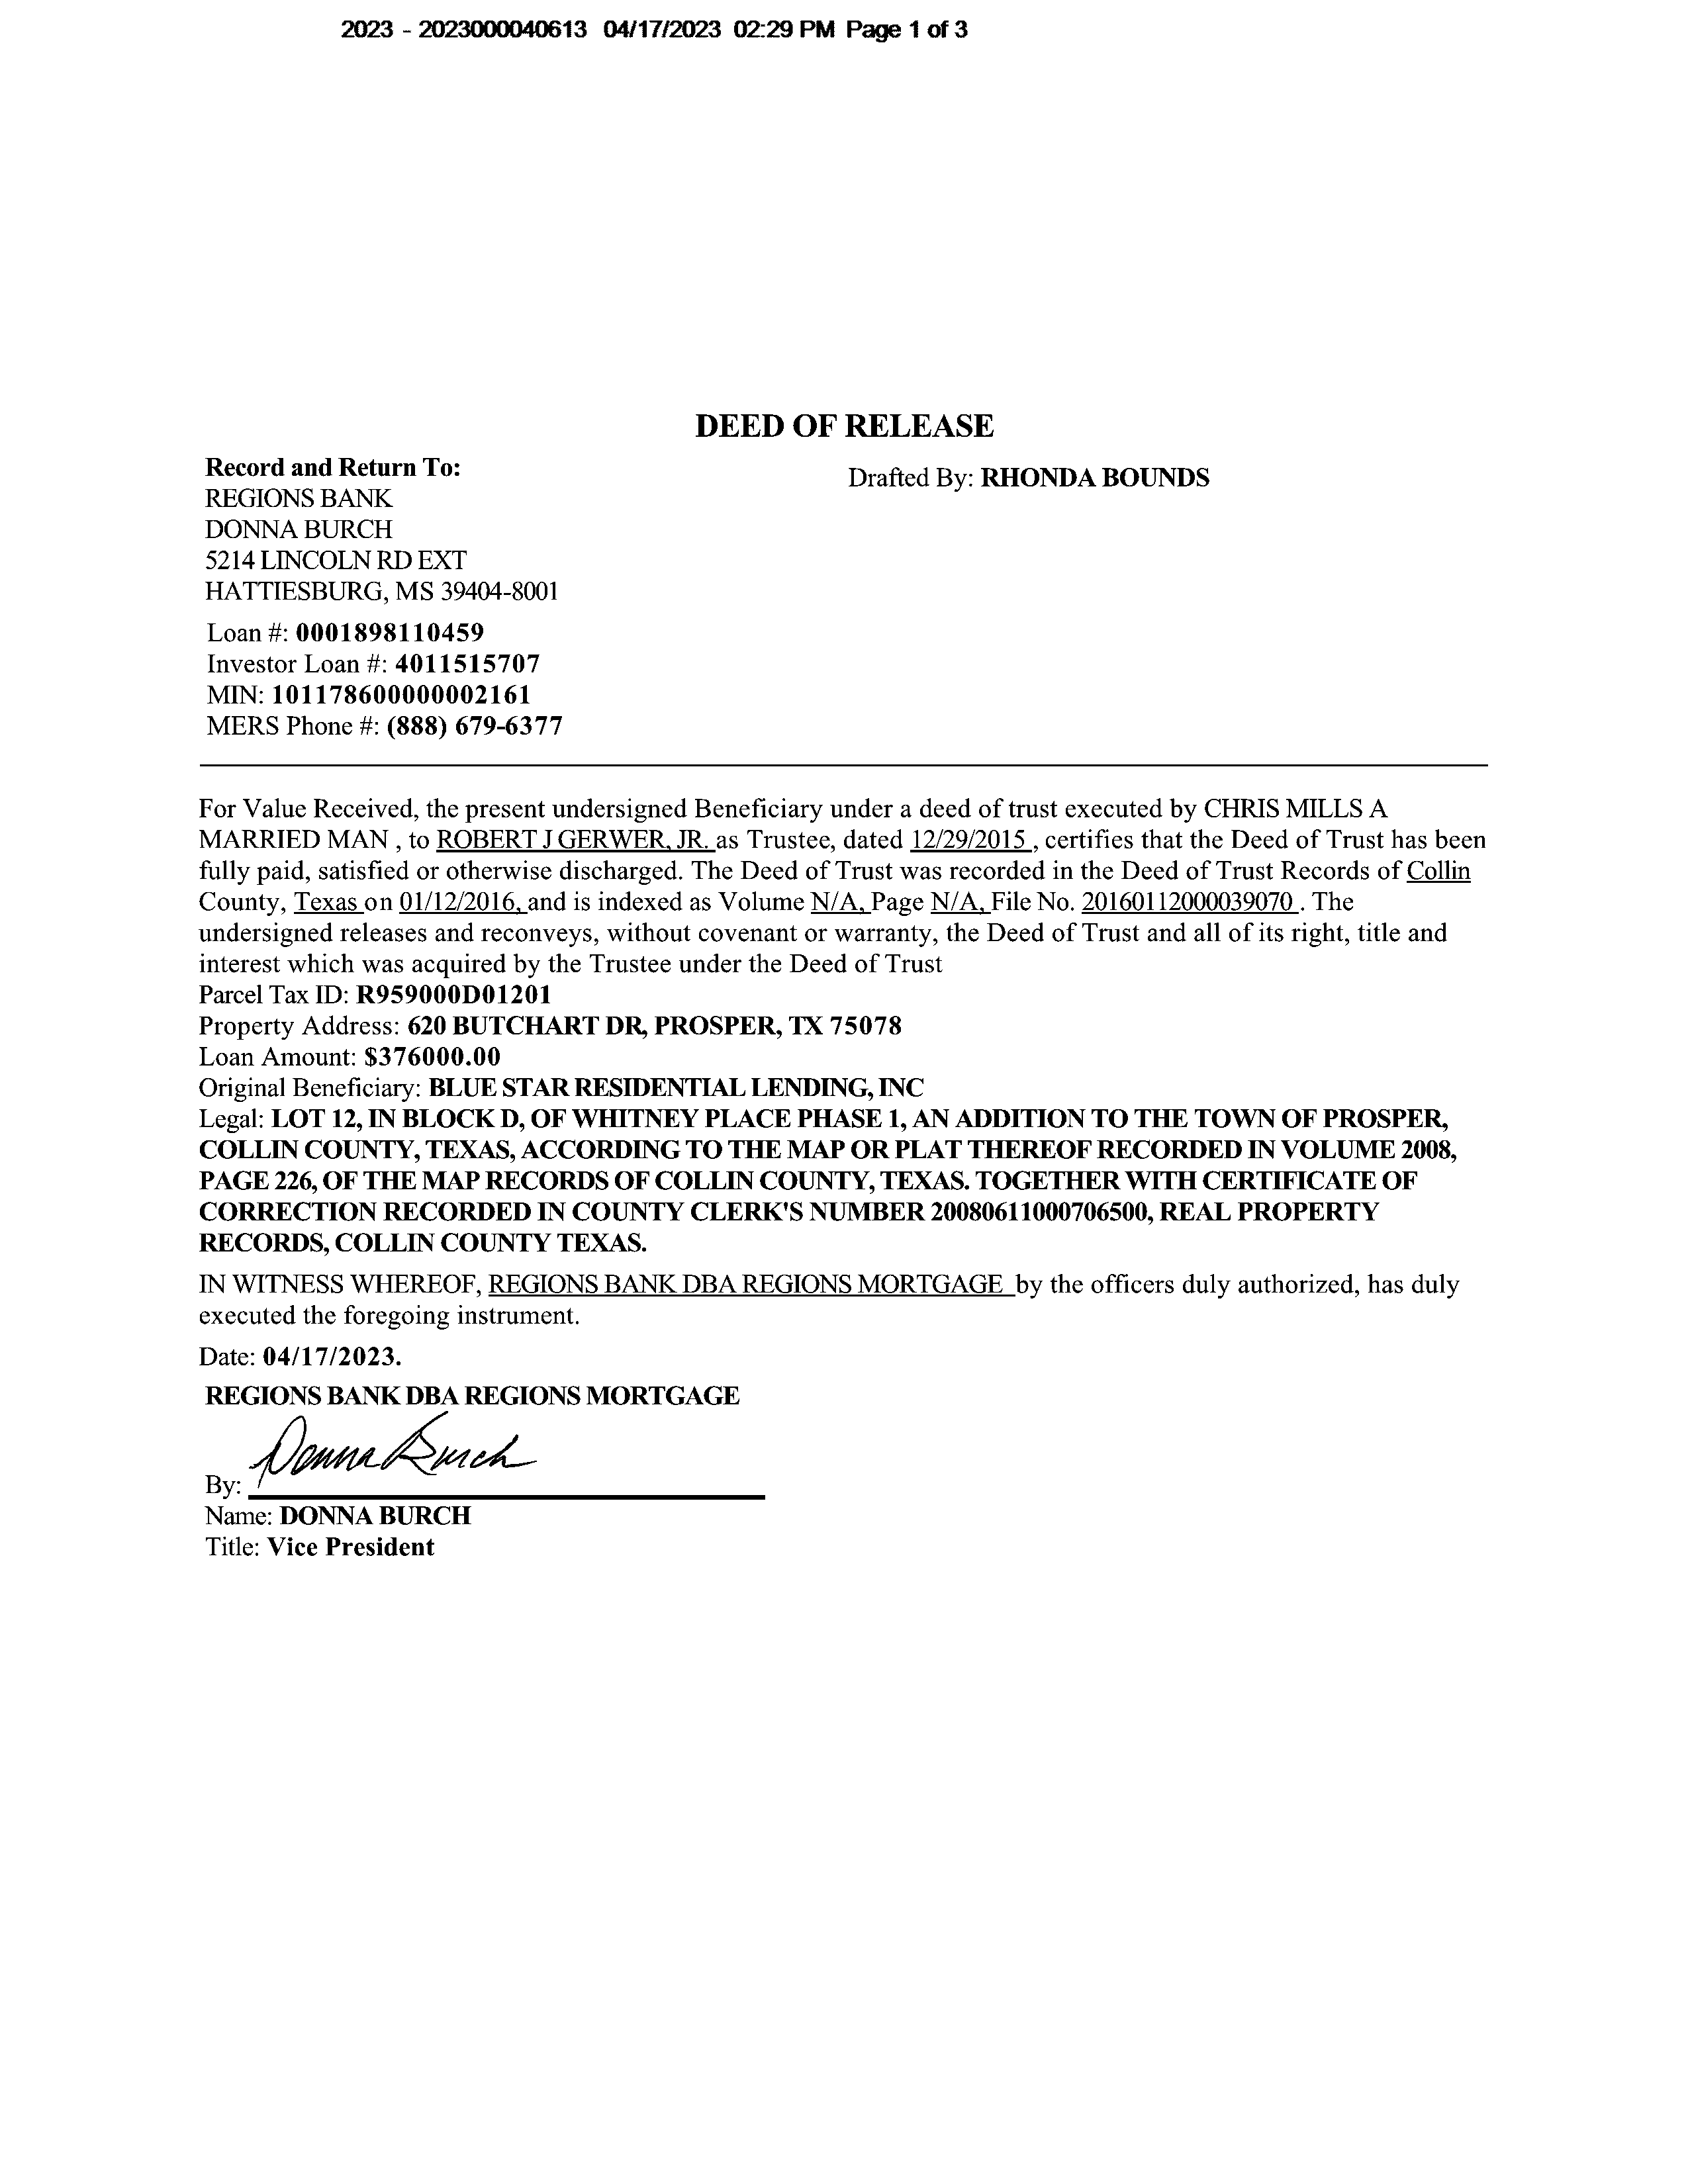 2023 - 2023000040613 04/17/2023 02:29 PM Page 1 of 3
DEED OF RELEASE
Record and Return To:
Drafted By: RHONDA BOUNDS
REGIONS BANK
DONNA BURCH
5214 LINCOLN RD EXT
HATTIESBURG, MS 39404-8001
Loan #: 0001898110459
Investor Loan #: 4011515707
MIN: 101178600000002161
MERS Phone #: (888) 679-6377
For Value Received, the present undersigned Beneficiary under a deed of trust executed by CHRIS MILLS A
MARRIED MAN , to ROBERT J GERWER, JR. as Trustee, dated 12/29/2015 , certifies that the Deed of Trust has been
fully paid, satisfied or otherwise discharged. The Deed of Trust was recorded in the Deed of Trust Records of Collin
County, Texas on 01/12/2016, and is indexed as Volume N/A, Page N/A, File No. 20160112000039070 . The
undersigned releases and reconveys, without covenant or warranty, the Deed of Trust and all of its right, title and
interest which was acquired by the Trustee under the Deed of Trust
Parcel Tax ID: R959000D01201
Property Address: 620 BUTCHART DR, PROSPER, TX 75078
Loan Amount: $376000.00
Original Beneficiary: BLUE STAR RESIDENTIAL LENDING, INC
Legal: LOT 12, IN BLOCK D, OF WHITNEY PLACE PHASE 1, AN ADDITION TO THE TOWN OF PROSPER,
COLLIN COUNTY, TEXAS, ACCORDING TO THE MAP OR PLAT THEREOF RECORDED IN VOLUME 2008,
PAGE 226, OF THE MAP RECORDS OF COLLIN COUNTY, TEXAS. TOGETHER WITH CERTIFICATE OF
CORRECTION RECORDED IN COUNTY CLERK'S NUMBER 20080611000706500, REAL PROPERTY
RECORDS, COLLIN COUNTY TEXAS.
IN WITNESS WHEREOF, REGIONS BANK DBA REGIONS MORTGAGE by the officers duly authorized, has duly
executed the foregoing instrument.
Date: 04/17/2023.
REGIONS BANK DBA REGIONS MORTGAGE
By: Donna Burch
Name: DONNA BURCH
Title: Vice President